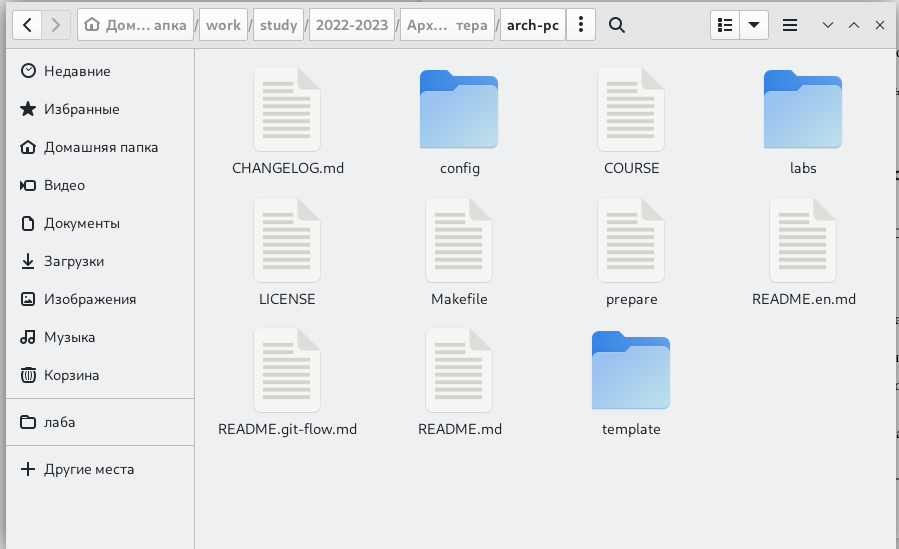 Дом... апка / work / study / 2022-2023 / Арх... тера / arch-pc
Недавние
Избранные
Домашняя папка
Видео
Документы
Загрузки
Изображения
Музыка
Корзина
лаба
Другие места
CHANGELOG.md config COURSE labs
LICENSE Makefile prepare README.en.md
README.git-flow.md README.md template